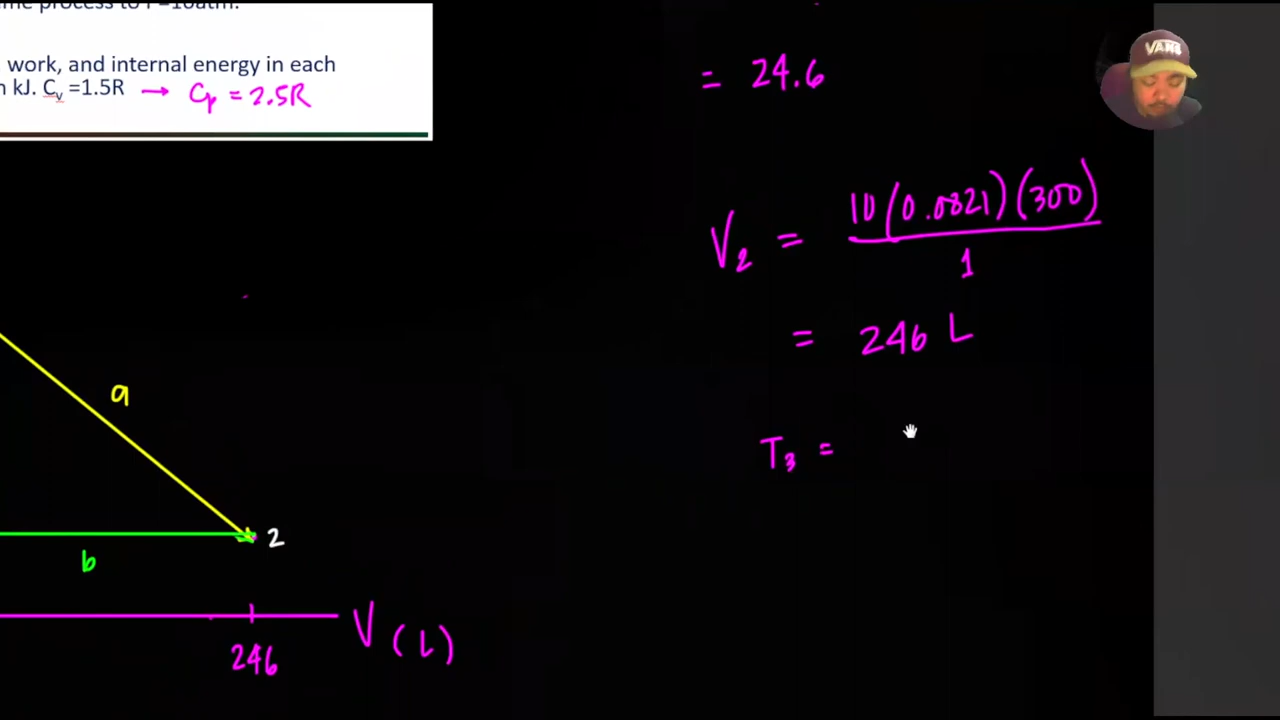 work, and internal energy in each
kJ. Cv =1.5R → Cp = 2.5R
= 24.6
V2 = 10(0.0821)(300)
1
= 246 L
T3 =
a
2
b
246
V (L)
VANS